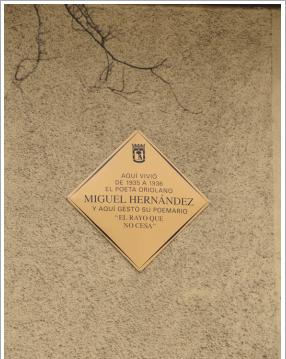 AQUÍ VIVIÓ
DE 1935 A 1936
EL POETA ORIOLANO
MIGUEL HERNÁNDEZ
Y AQUÍ GESTÓ SU POEMARIO
"EL RAYO QUE
NO CESA"